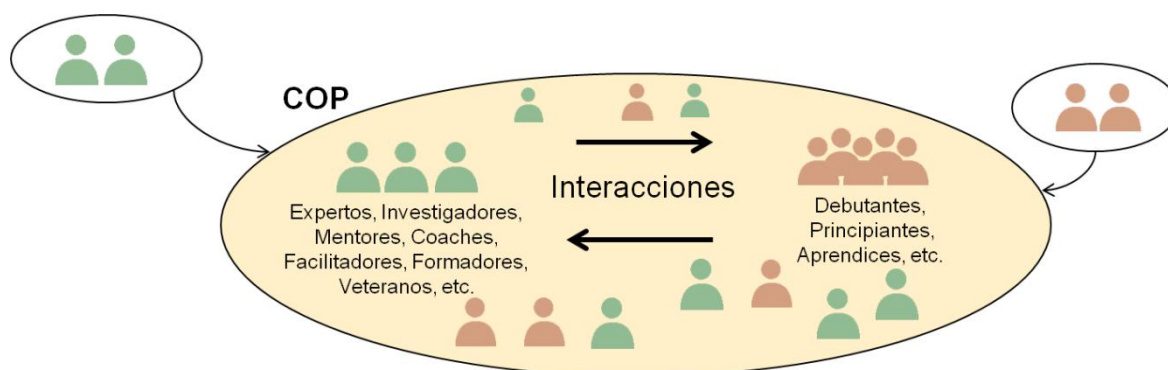 COP
Interacciones
Expertos, Investigadores,
Mentores, Coaches,
Facilitadores, Formadores,
Veteranos, etc.
Debutantes,
Principiantes,
Aprendices, etc.